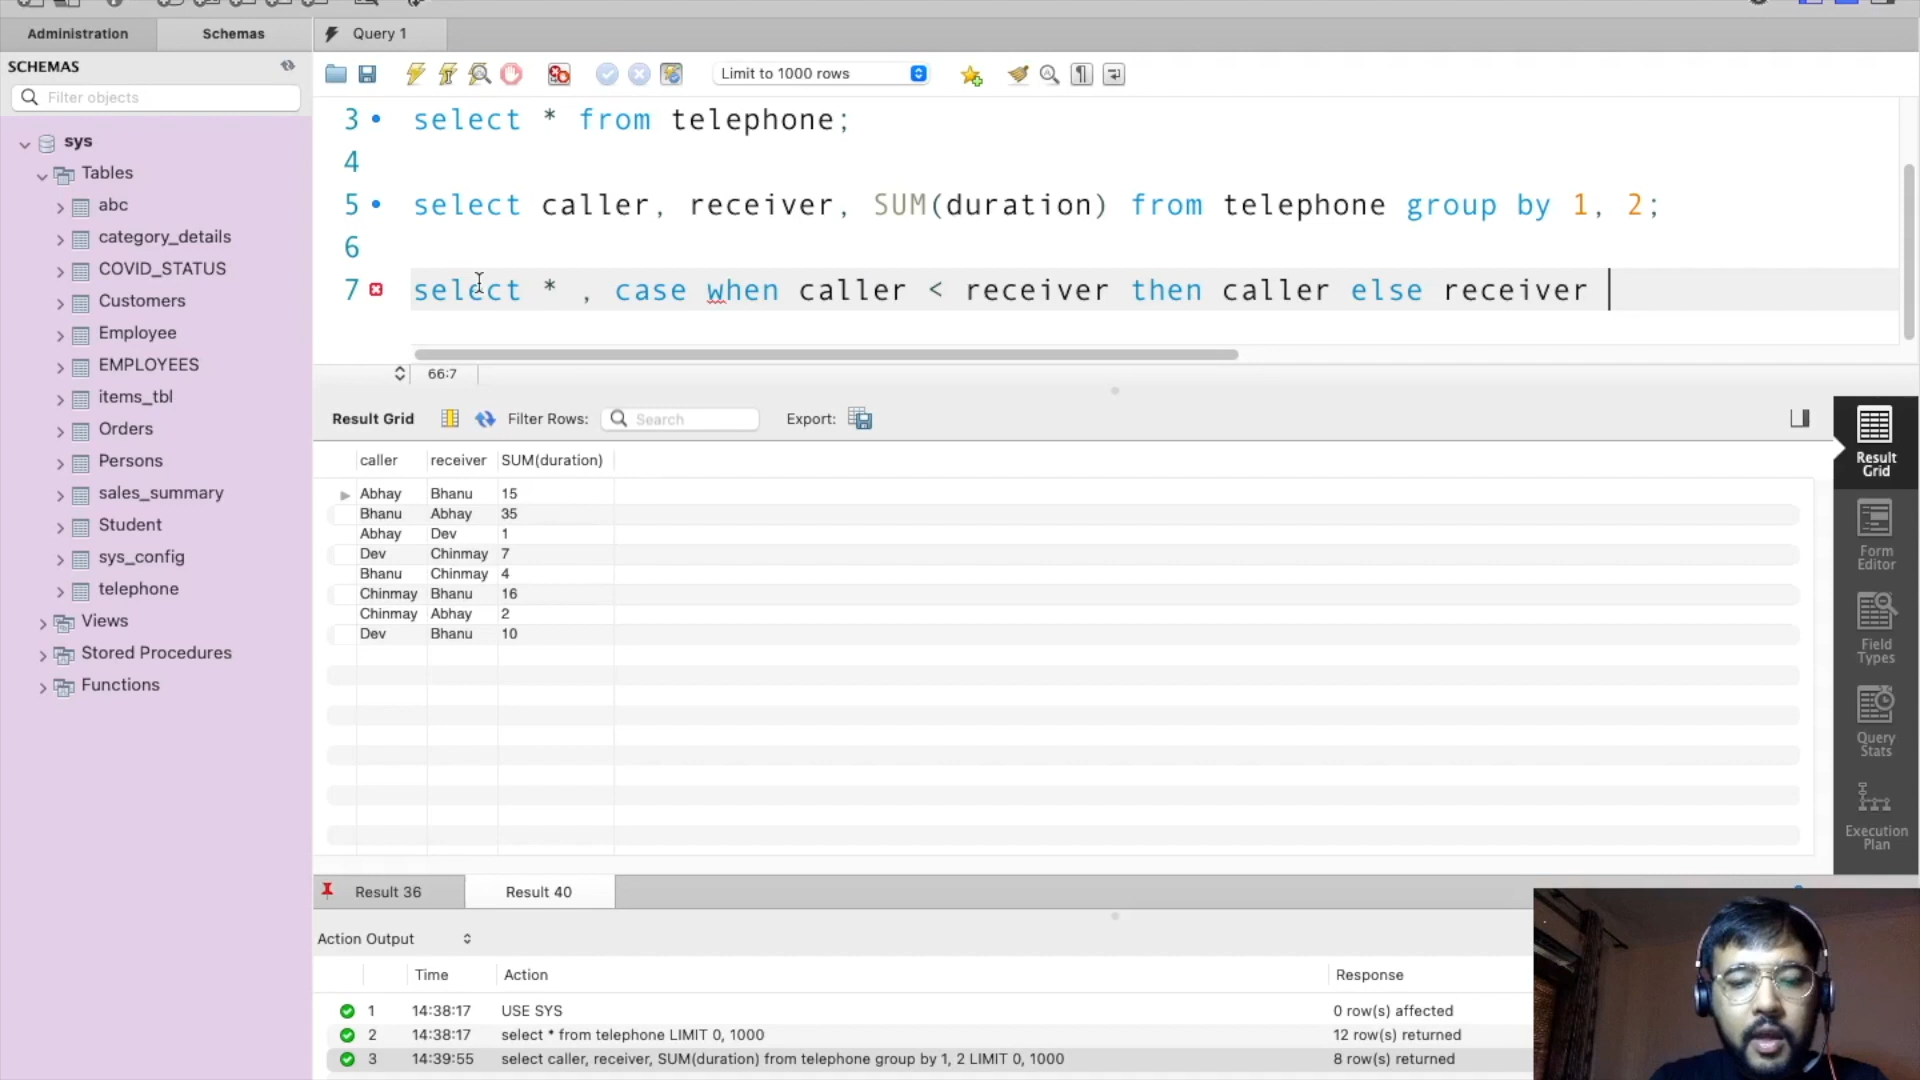 Administration
Schemas
Query 1
SCHEMAS
Filter objects
Limit to 1000 rows
sys
Tables
abc
category_details
COVID_STATUS
Customers
Employee
EMPLOYEES
items_tbl
Orders
Persons
sales_summary
Student
sys_config
telephone
Views
Stored Procedures
Functions
3 select * from telephone;
4
5 select caller, receiver, SUM(duration) from telephone group by 1, 2;
6
7 select * , case when caller < receiver then caller else receiver
66:7
Result Grid
Filter Rows:
Search
Export:
caller receiver SUM(duration)
Abhay Bhanu 15
Bhanu Abhay 35
Abhay Dev 1
Dev Chinmay 7
Bhanu Chinmay 4
Chinmay Bhanu 16
Chinmay Abhay 2
Dev Bhanu 10
Result
Grid
Form
Editor
Field
Types
Query
Stats
Execution
Plan
Result 36
Result 40
Action Output
Time Action Response
1 14:38:17 USE SYS 0 row(s) affected
2 14:38:17 select * from telephone LIMIT 0, 1000 12 row(s) returned
3 14:39:55 select caller, receiver, SUM(duration) from telephone group by 1, 2 LIMIT 0, 1000 8 row(s) returned